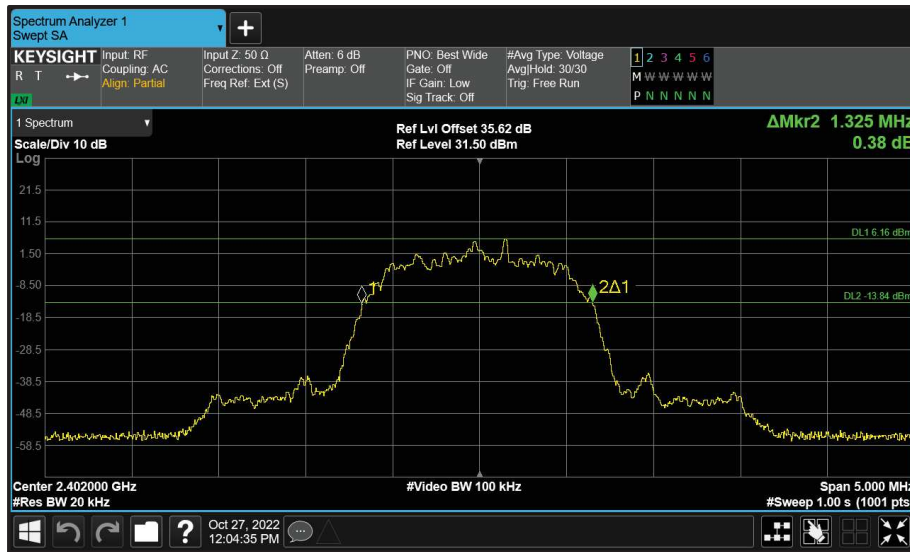 Spectrum Analyzer 1
Swept SA
+
KEYSIGHT
R T
LXI
Input: RF
Coupling: AC
Align: Partial
Input Z: 50 Ω
Corrections: Off
Freq Ref: Ext (S)
Atten: 6 dB
Preamp: Off
PNO: Best Wide
Gate: Off
IF Gain: Low
Sig Track: Off
#Avg Type: Voltage
Avg|Hold: 30/30
Trig: Free Run
1 2 3 4 5 6
M W W W W W
P N N N N N
1 Spectrum
Scale/Div 10 dB
Log
Ref Lvl Offset 35.62 dB
Ref Level 31.50 dBm
ΔMkr2 1.325 MHz
0.38 dB
21.5
11.5
DL1 6.16 dBm
1.50
-8.50
1
2Δ1
DL2 -13.84 dBm
-18.5
-28.5
-38.5
-48.5
-58.5
Center 2.402000 GHz
#Video BW 100 kHz
Span 5.000 MHz
#Res BW 20 kHz
#Sweep 1.00 s (1001 pts
?
Oct 27, 2022
12:04:35 PM